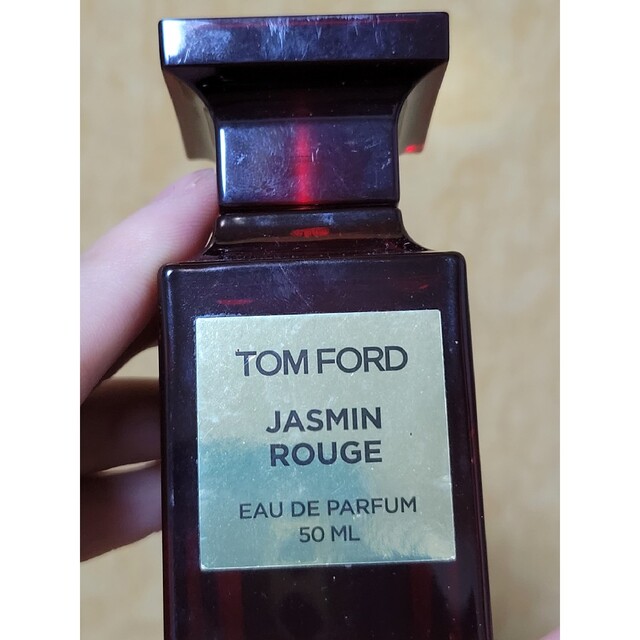 TOM FORD
JASMIN
ROUGE
EAU DE PARFUM
50 ML